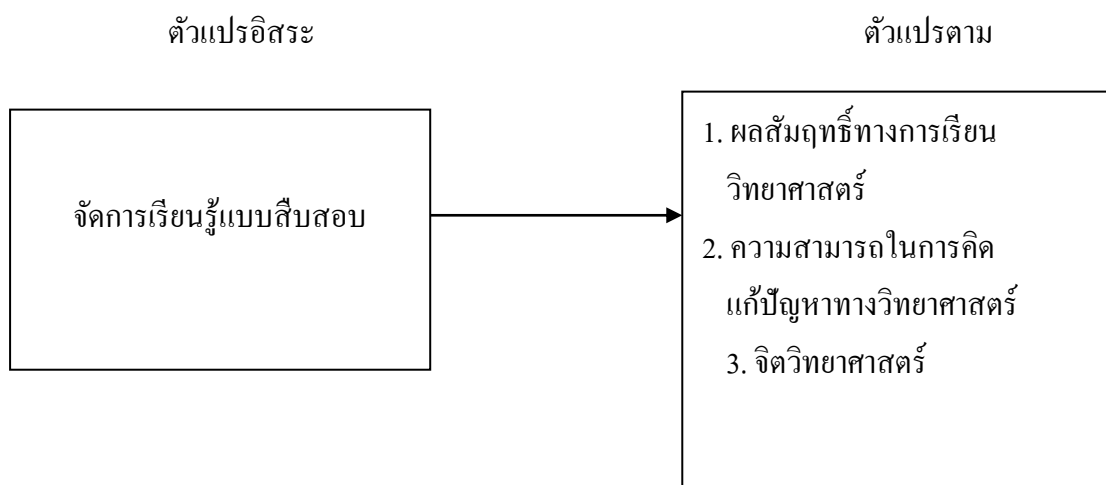 ตัวแปรอิสระ
ตัวแปรตาม
จัดการเรียนรู้แบบสืบสอบ
1. ผลสัมฤทธิ์ทางการเรียน
วิทยาศาสตร์
2. ความสามารถในการคิด
แก้ปัญหาทางวิทยาศาสตร์
3. จิตวิทยาศาสตร์